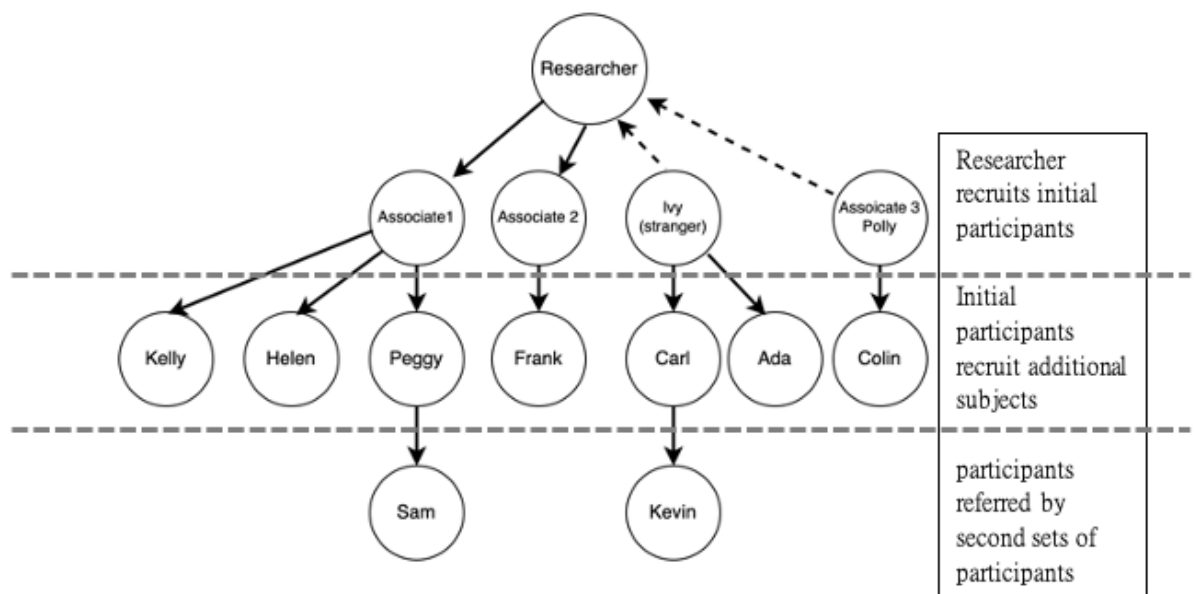 Researcher
Associate1
Associate 2
Ivy
(stranger)
Assoicate 3
Polly
Researcher
recruits initial
participants
Kelly
Helen
Peggy
Frank
Carl
Ada
Colin
Initial
participants
recruit additional
subjects
Sam
Kevin
participants
referred by
second sets of
participants